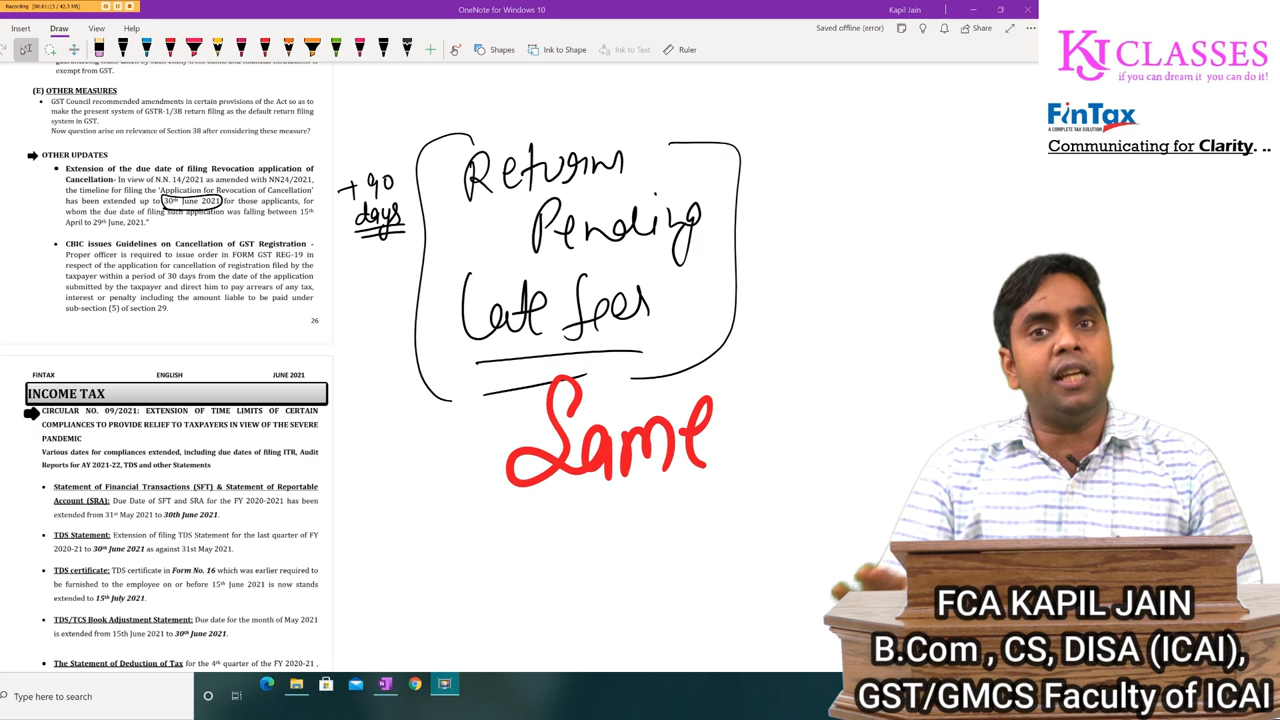 Recording [00:01:15 / 42.3 MB]
OneNote for Windows 10
Kapil Jain
Insert
Draw
View
Help
Saved offline (error)
Share
Shapes
Ink to Shape
Ink to Text
Ruler
exempt from GST.
(E) OTHER MEASURES
• GST Council recommended amendments in certain provisions of the Act so as to
make the present system of GSTR-1/3B return filing as the default return filing
system in GST.
Now question arise on relevance of Section 38 after considering these measure?
OTHER UPDATES
• Extension of the due date of filing Revocation application of
Cancellation- In view of N.N. 14/2021 as amended with NN24/2021,
the timeline for filing the 'Application for Revocation of Cancellation'
has been extended up to 30th June 2021 for those applicants, for
whom the due date of filing such application was falling between 15th
April to 29th June, 2021."
• CBIC issues Guidelines on Cancellation of GST Registration -
Proper officer is required to issue order in FORM GST REG-19 in
respect of the application for cancellation of registration filed by the
taxpayer within a period of 30 days from the date of the application
submitted by the taxpayer and direct him to pay arrears of any tax,
interest or penalty including the amount liable to be paid under
sub-section (5) of section 29.
26
FINTAX ENGLISH JUNE 2021
INCOME TAX
CIRCULAR NO. 09/2021: EXTENSION OF TIME LIMITS OF CERTAIN
COMPLIANCES TO PROVIDE RELIEF TO TAXPAYERS IN VIEW OF THE SEVERE
PANDEMIC
Various dates for compliances extended, including due dates of filing ITR, Audit
Reports for AY 2021-22, TDS and other Statements
• Statement of Financial Transactions (SFT) & Statement of Reportable
Account (SRA): Due Date of SFT and SRA for the FY 2020-2021 has been
extended from 31st May 2021 to 30th June 2021.
• TDS Statement: Extension of filing TDS Statement for the last quarter of FY
2020-21 to 30th June 2021 as against 31st May 2021.
• TDS certificate: TDS certificate in Form No. 16 which was earlier required to
be furnished to the employee on or before 15th June 2021 is now stands
extended to 15th July 2021.
• TDS/TCS Book Adjustment Statement: Due date for the month of May 2021
is extended from 15th June 2021 to 30th June 2021.
• The Statement of Deduction of Tax for the 4th quarter of the FY 2020-21 ,
+90
days
Returns
Pending
Late fees
Same
KJ CLASSES
if you can dream it you can do it!
FinTax
A COMPLETE TAX SOLUTION
Communicating for Clarity. ..
FCA KAPIL JAIN
B.Com , CS, DISA (ICAI),
GST/GMCS Faculty of ICAI
Type here to search